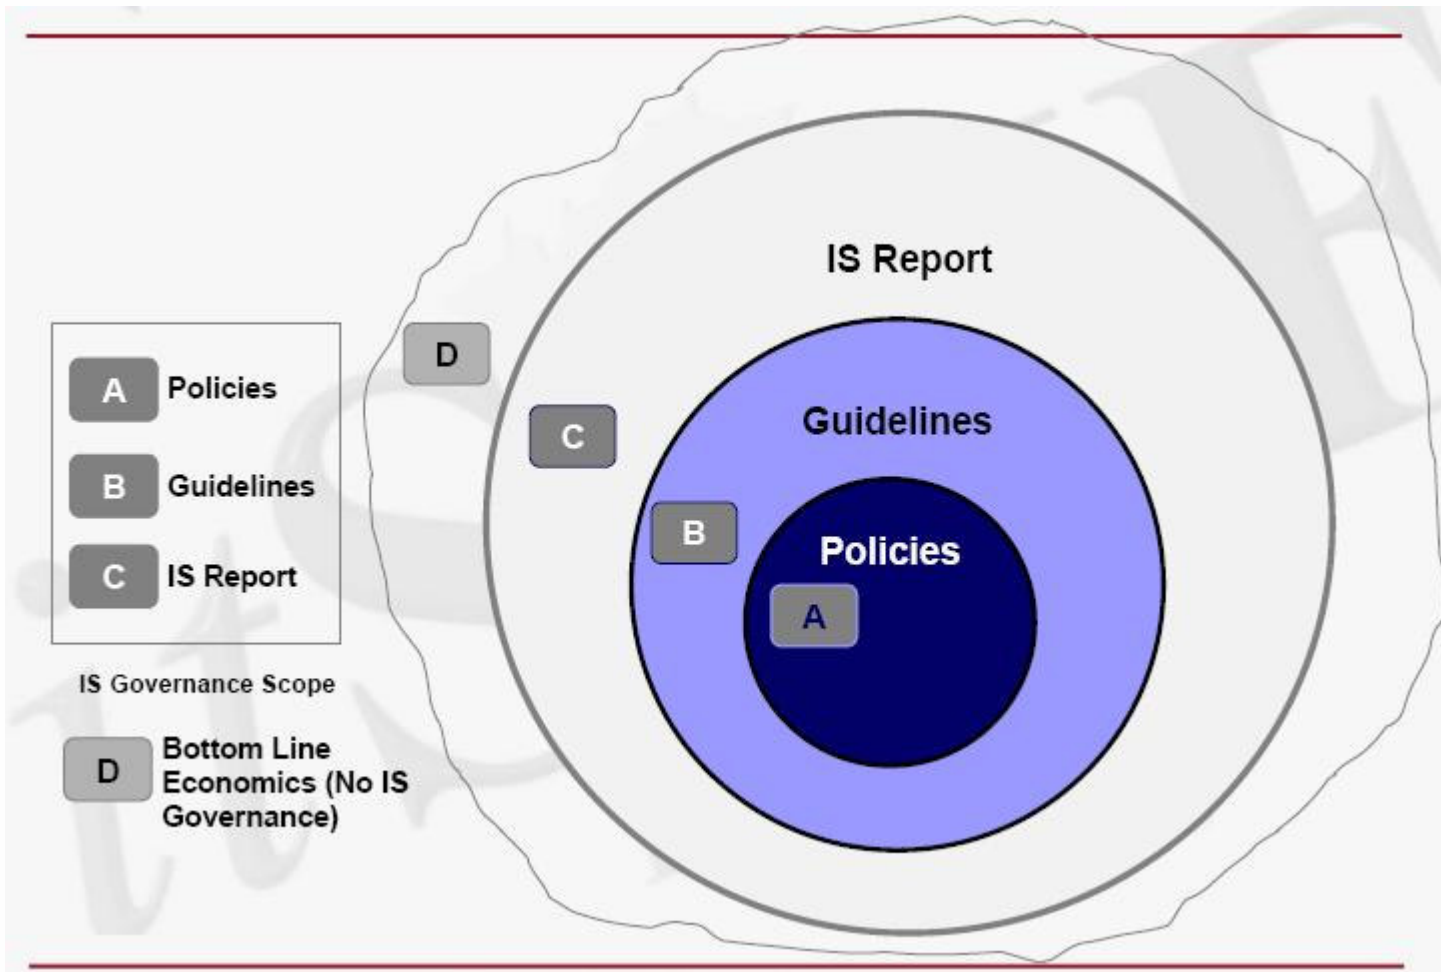 IS Report
D
A Policies
C
Guidelines
B Guidelines
B
Policies
C IS Report
A
IS Governance Scope
D Bottom Line
Economics (No IS
Governance)